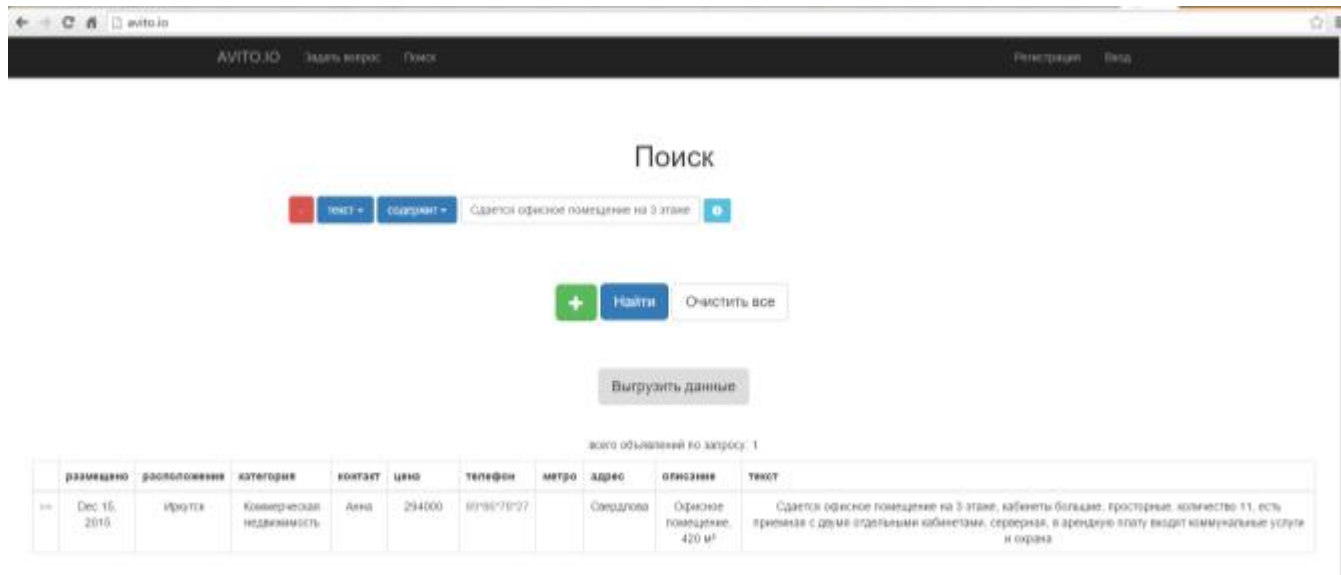 avito.io
AVITO.IO Задать вопрос Поиск Регистрация Вход
Поиск
- текст содержит Сдается офисное помещение на 3 этаже
+ Найти Очистить все
Выгрузить данные
всего объявлений по запросу: 1
размещено расположение категория контакт цена телефон метро адрес описание текст
Dec 15, Иркутск Коммерческая Анна 294000 Свердлова Офисное Сдается офисное помещение на 3 этаже, кабинеты большие, просторные, количество 11, есть
2015 недвижимость помещение, приемная с двумя отдельными кабинетами, серверная, в арендную плату входят коммунальные услуги
420 м² и охрана